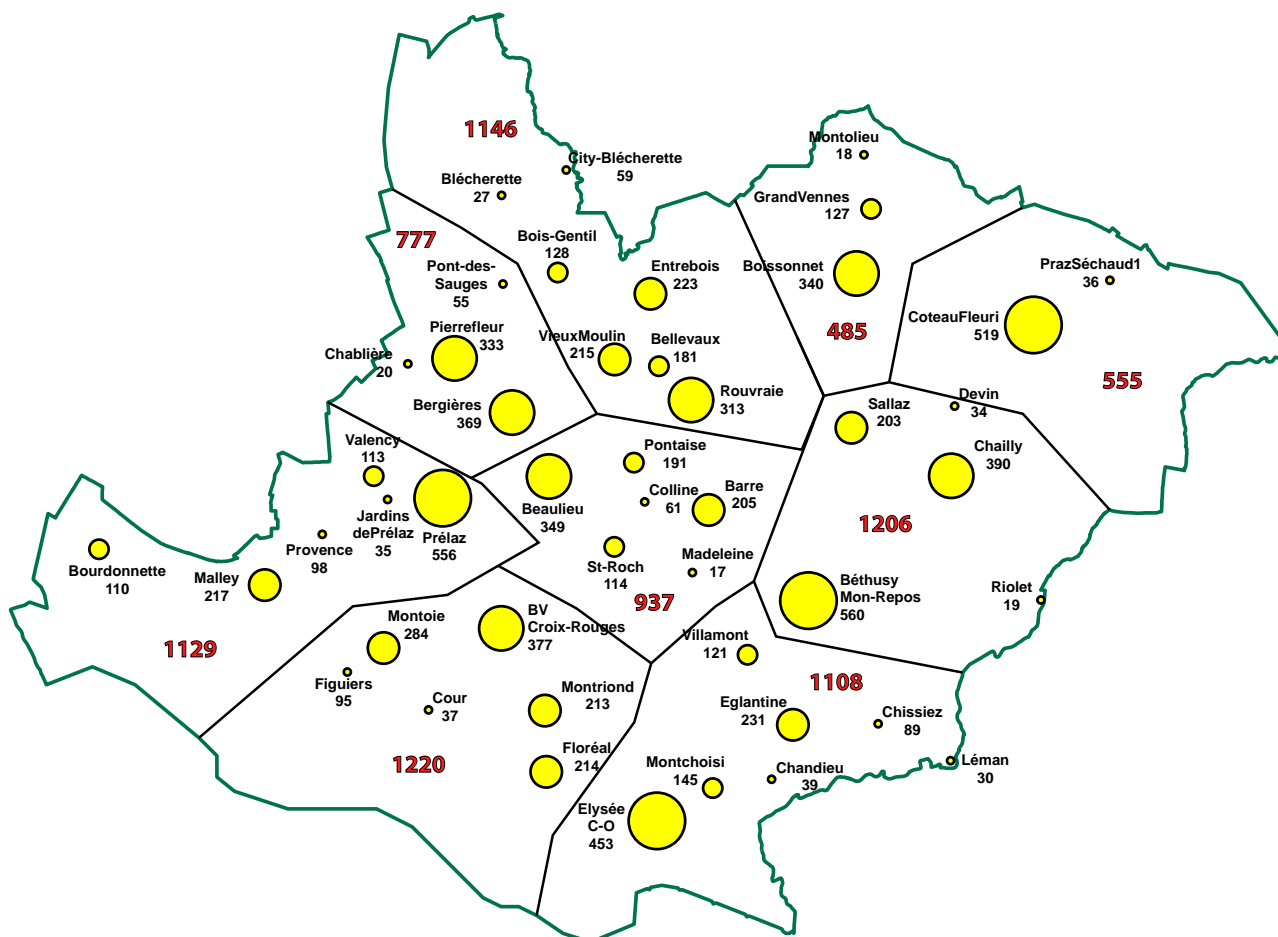 1146
Montolieu
18
City-Blécherette
59
Blécherette
27
GrandVennes
127
777
Bois-Gentil
128
Pont-des-
Sauges
55
Entrebois
223
Boissonnet
340
PrazSéchaud1
36
CoteauFleuri
519
485
Pierrefleur
333
Chablière
20
VieuxMoulin
215
Bellevaux
181
555
Bergières
369
Rouvraie
313
Devin
34
Sallaz
203
Valency
113
Pontaise
191
Chailly
390
Colline
61
Barre
205
Beaulieu
349
Jardins
dePrélaz
35
Prélaz
556
1206
Provence
98
Bourdonnette
110
Malley
217
St-Roch
114
Madeleine
17
937
Béthusy
Mon-Repos
560
Riolet
19
Montoie
284
BV
Croix-Rouges
377
Villamont
121
1129
Figuiers
95
Cour
37
Montriond
213
1108
Eglantine
231
Chissiez
89
1220
Floréal
214
Montchoisi
145
Chandieu
39
Léman
30
Elysée
C-O
453